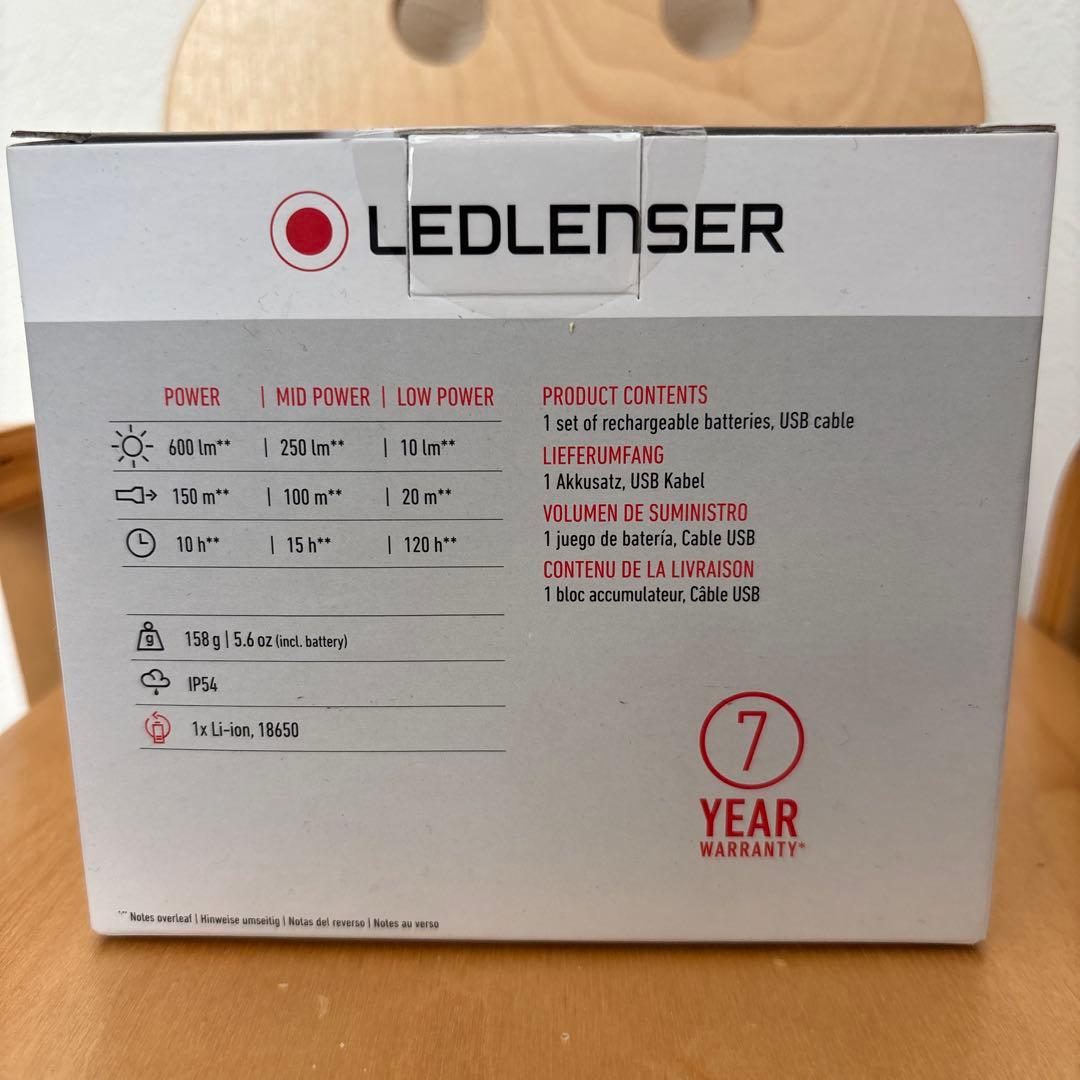 LEDLENSER
POWER | MID POWER | LOW POWER
600 lm** | 250 lm** | 10 lm**
150 m** | 100 m** | 20 m**
10 h** | 15 h** | 120 h**
g 158 g | 5.6 oz (incl. battery)
IP54
1x Li-ion, 18650
PRODUCT CONTENTS
1 set of rechargeable batteries, USB cable
LIEFERUMFANG
1 Akkusatz, USB Kabel
VOLUMEN DE SUMINISTRO
1 juego de batería, Cable USB
CONTENU DE LA LIVRAISON
1 bloc accumulateur, Câble USB
7
YEAR
WARRANTY*
*/** Notes overleaf | Hinweise umseitig | Notas del reverso | Notes au verso